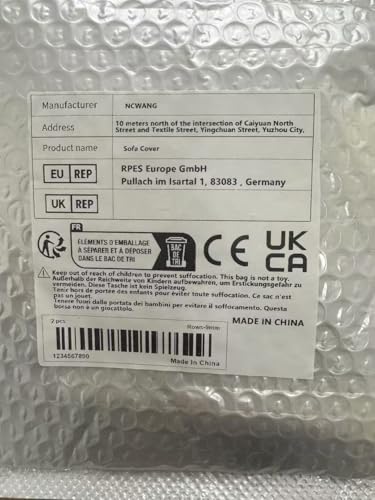 Manufacturer NCWANG
Address 10 meters north of the intersection of Caiyuan North
Street and Textile Street, Yingchuan Street, Yuzhou City,
Product name Sofa Cover
EU REP RPES Europe GmbH
Pullach im Isartal 1, 83083 , Germany
UK REP
FR
ÉLÉMENTS D'EMBALLAGE
À SÉPARER ET À DÉPOSER
DANS LE BAC DE TRI
BAC
DE
TRI
CE
UK
CA
Keep out of reach of children to prevent suffocation. This bag is not a toy.
Außerhalb der Reichweite von Kindern aufbewahren, um Erstickungsgefahr zu
vermeiden. Diese Tasche ist kein Spielzeug.
Tenir hors de portée des enfants pour éviter toute suffocation. Ce sac n'est
pas un jouet.
Tenere fuori dalla portata dei bambini per evitare il soffocamento. Questa
borsa non è un giocattolo.
MADE IN CHINA
2 pcs
1234567890
Made In China